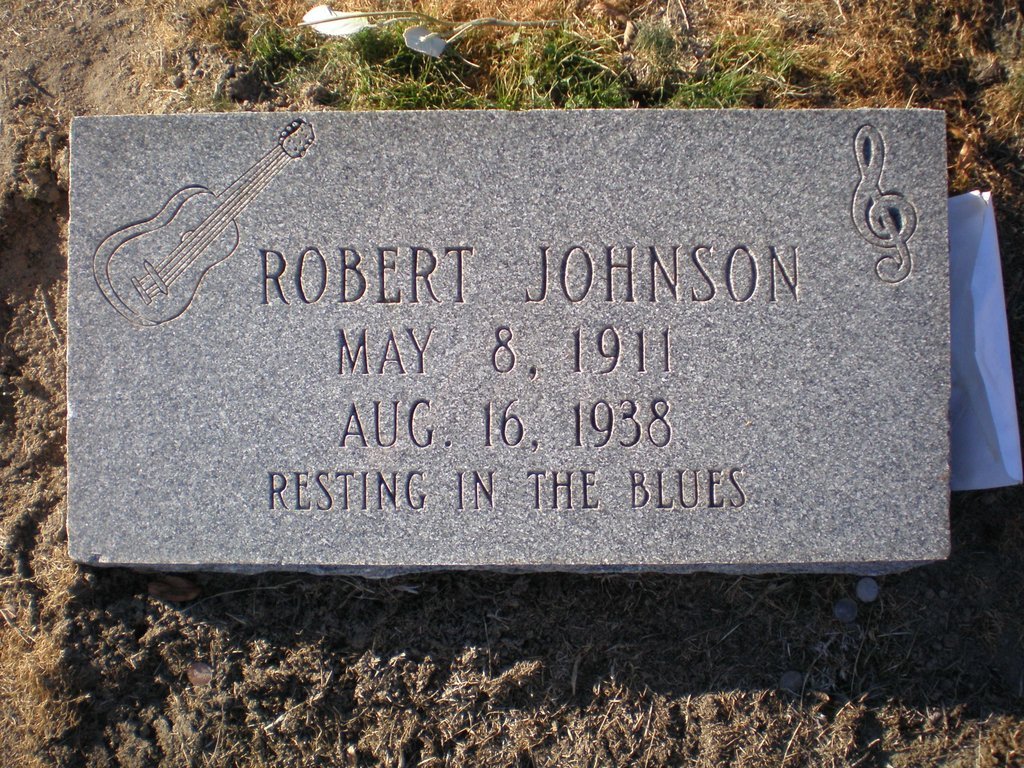 ROBERT JOHNSON
MAY 8, 1911
AUG. 16, 1938
RESTING IN THE BLUES